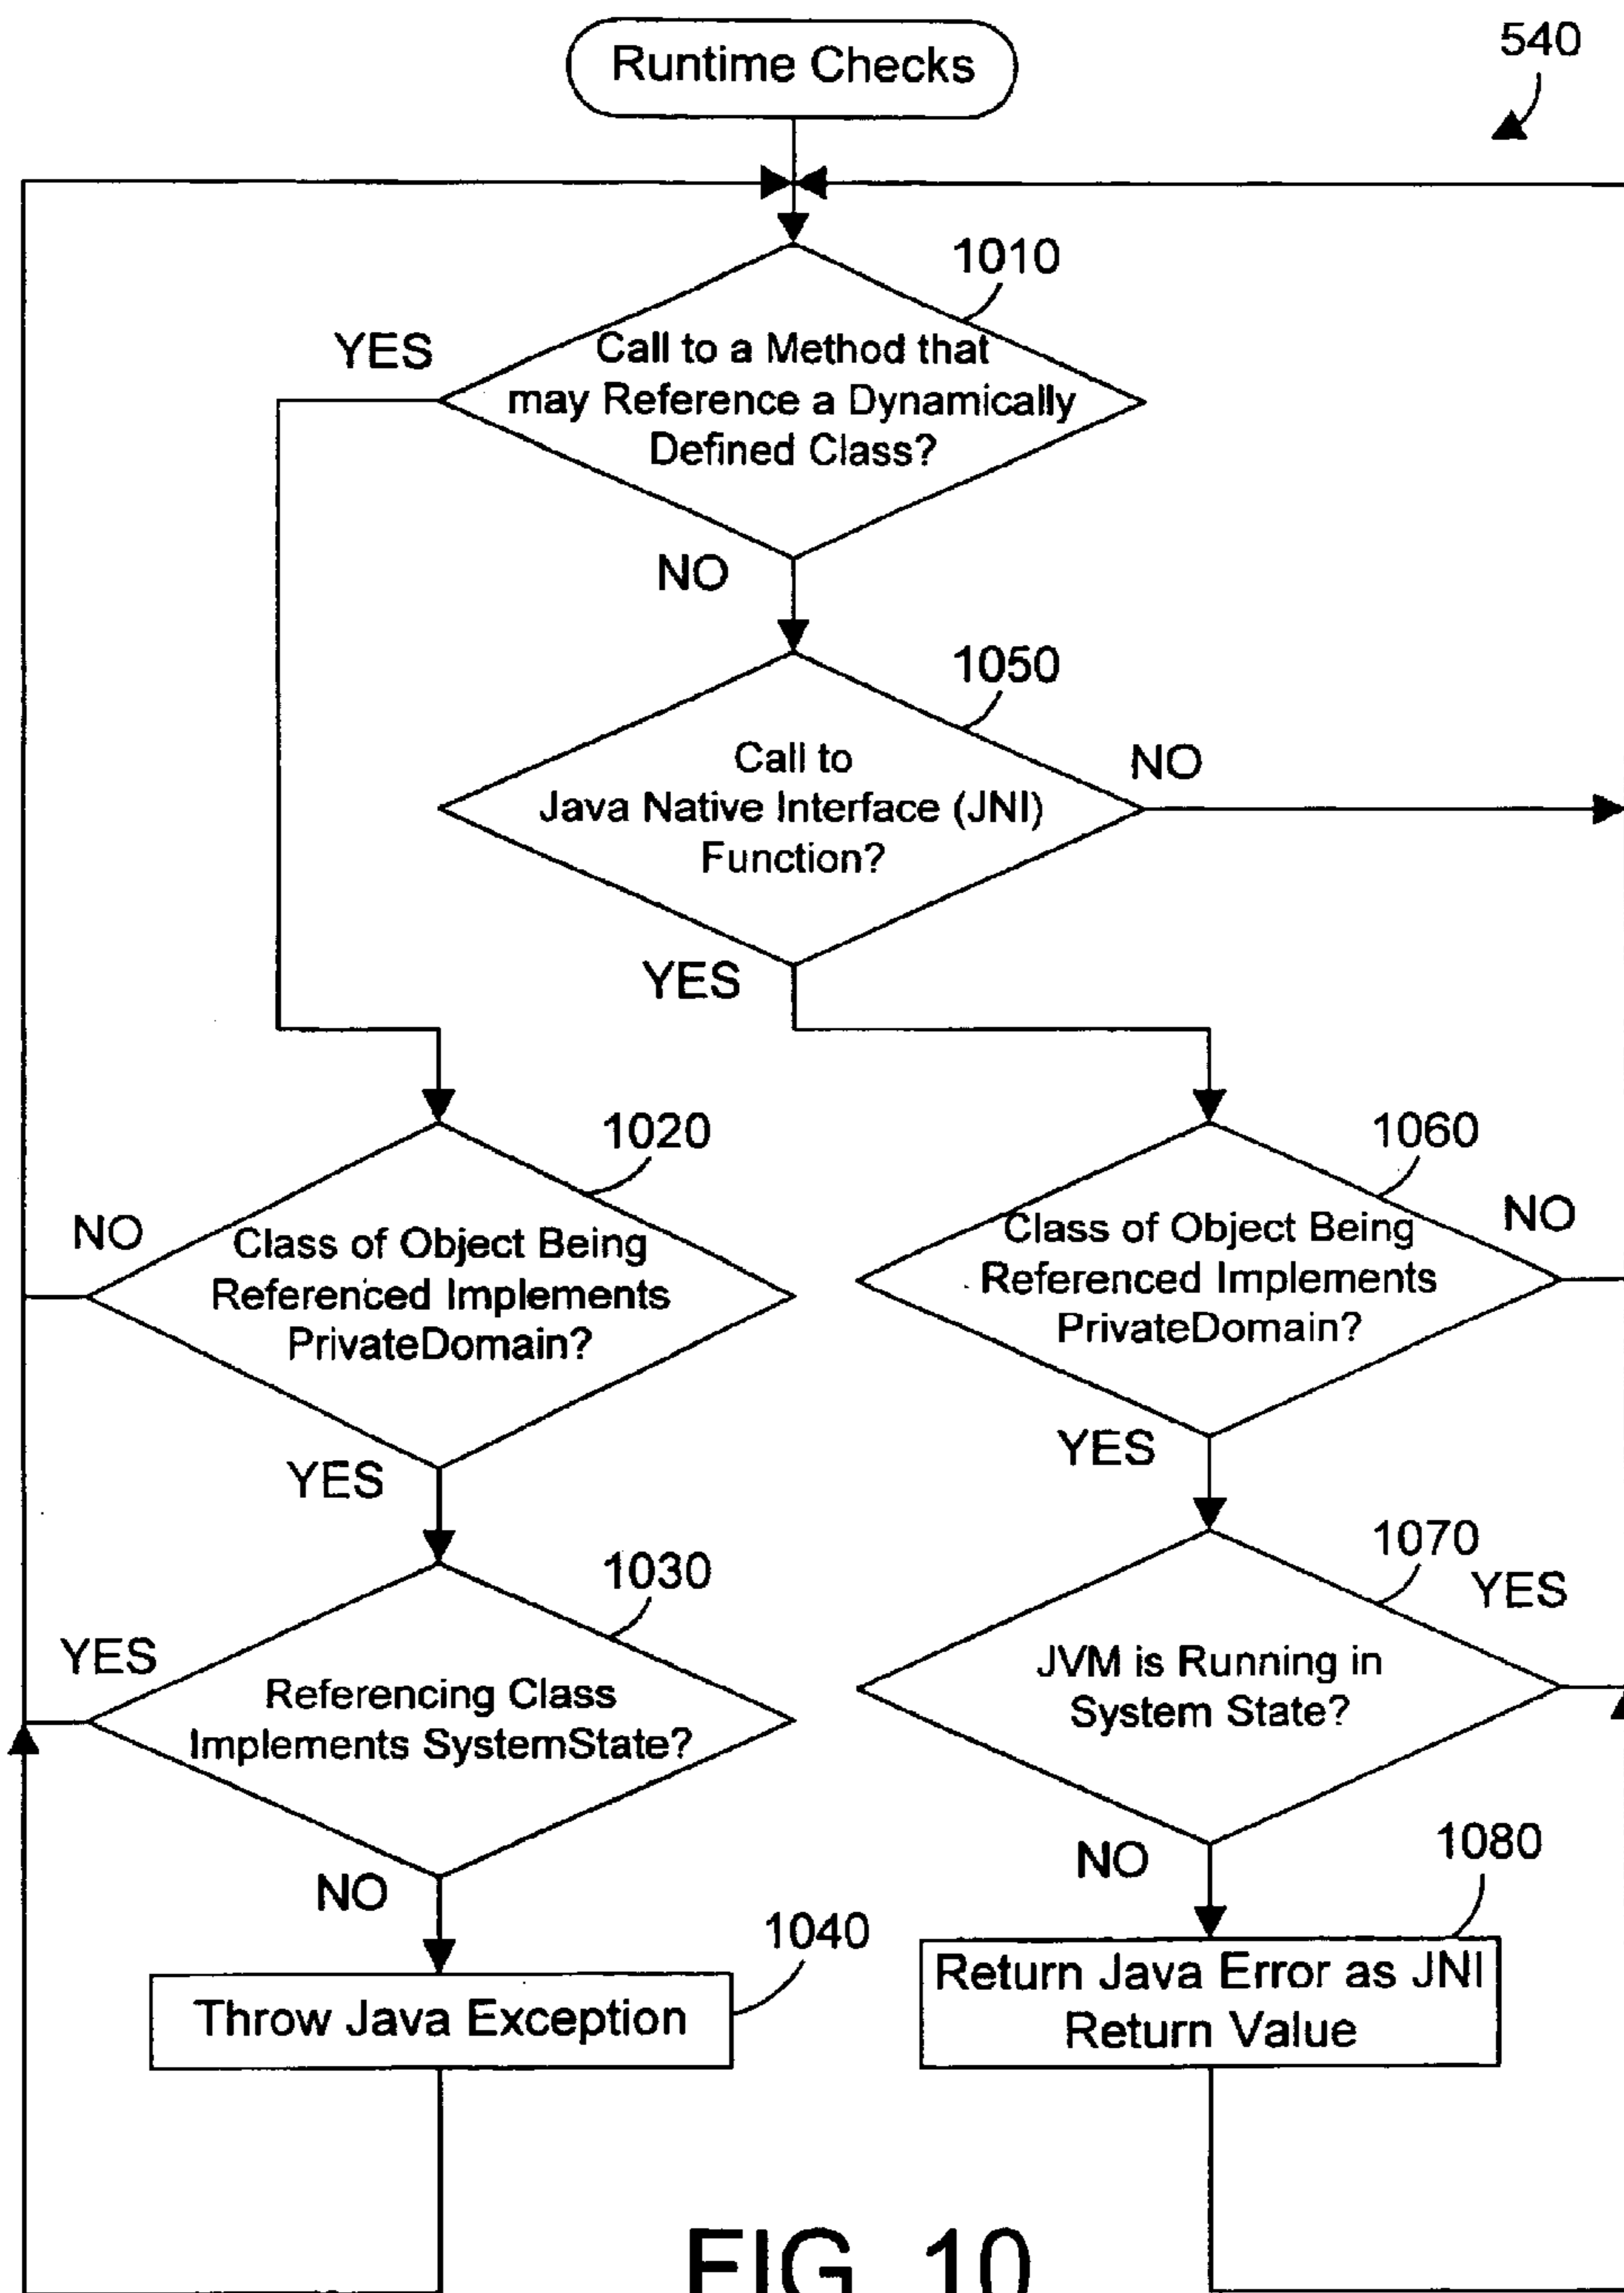 Runtime Checks
540
1010
YES
Call to a Method that
may Reference a Dynamically
Defined Class?
NO
1050
Call to
Java Native Interface (JNI)
Function?
NO
YES
1020
NO
Class of Object Being
Referenced Implements
PrivateDomain?
YES
1060
Class of Object Being
Referenced Implements
PrivateDomain?
NO
YES
1030
YES
Referencing Class
Implements SystemState?
NO
1070
YES
JVM is Running in
System State?
NO
1040
Throw Java Exception
1080
Return Java Error as JNI
Return Value
FIG. 10